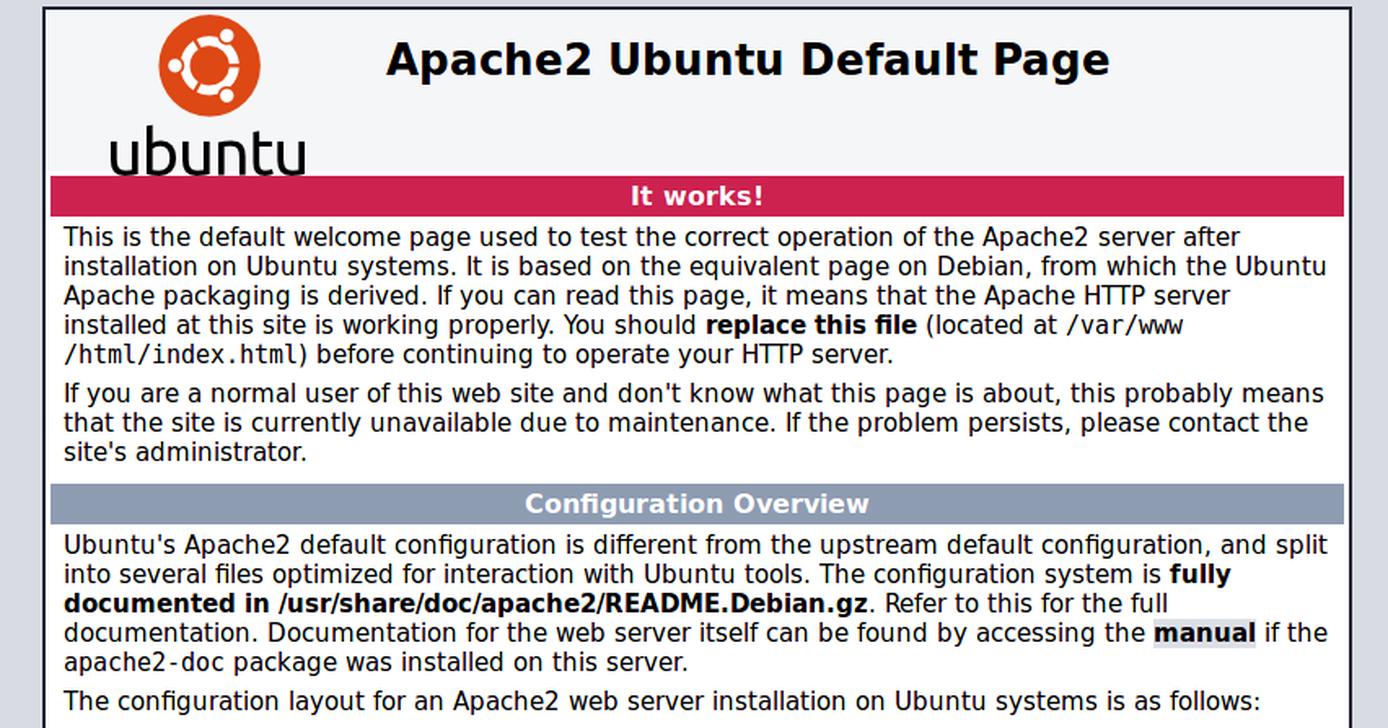 ubuntu
Apache2 Ubuntu Default Page
It works!
This is the default welcome page used to test the correct operation of the Apache2 server after
installation on Ubuntu systems. It is based on the equivalent page on Debian, from which the Ubuntu
Apache packaging is derived. If you can read this page, it means that the Apache HTTP server
installed at this site is working properly. You should replace this file (located at /var/www
/html/index.html) before continuing to operate your HTTP server.
If you are a normal user of this web site and don't know what this page is about, this probably means
that the site is currently unavailable due to maintenance. If the problem persists, please contact the
site's administrator.
Configuration Overview
Ubuntu's Apache2 default configuration is different from the upstream default configuration, and split
into several files optimized for interaction with Ubuntu tools. The configuration system is fully
documented in /usr/share/doc/apache2/README.Debian.gz. Refer to this for the full
documentation. Documentation for the web server itself can be found by accessing the manual if the
apache2-doc package was installed on this server.
The configuration layout for an Apache2 web server installation on Ubuntu systems is as follows: